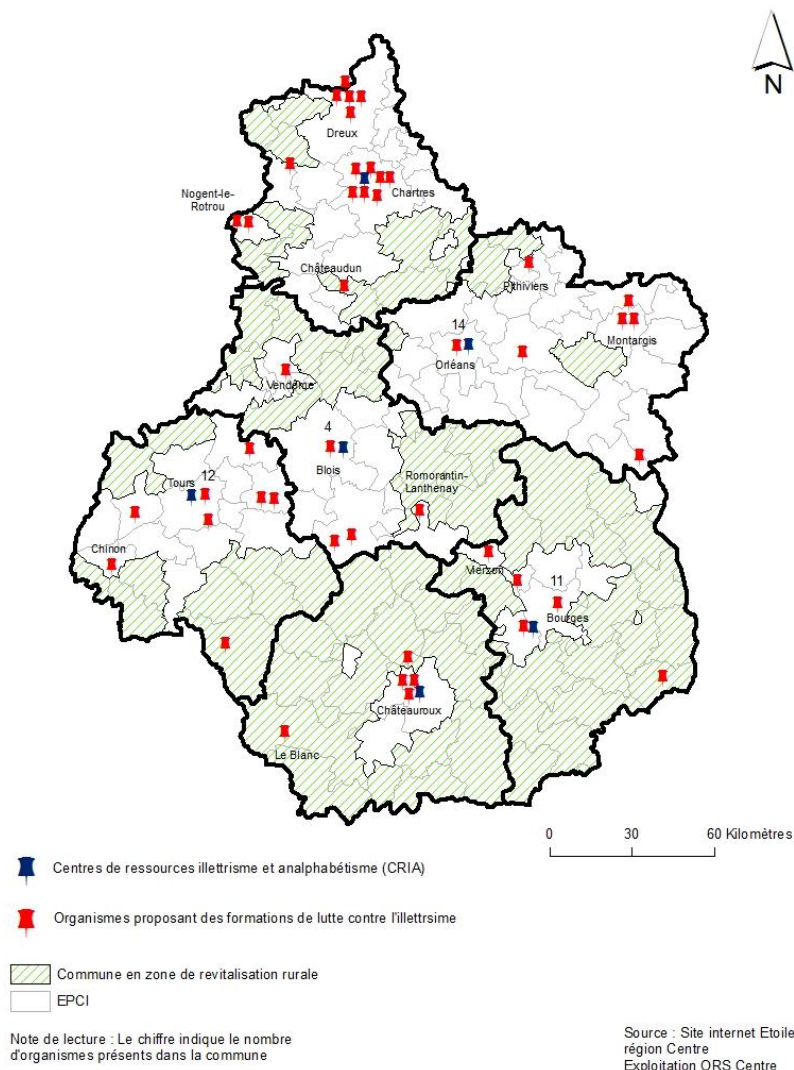 N
Dreux
Nogent-le-
Rotrou
Chartres
Châteaudun
Pithiviers
14
Orléans
Montargis
Vendôme
4
Blois
Tours
12
Romorantin-
Lanthenay
Chinon
Vierzon
11
Bourges
Châteauroux
Le Blanc
0 30 60 Kilomètres
Centres de ressources illettrisme et analphabétisme (CRIA)
Organismes proposant des formations de lutte contre l'illettrsime
Commune en zone de revitalisation rurale
EPCI
Note de lecture : Le chiffre indique le nombre
d'organismes présents dans la commune
Source : Site internet Etoile
région Centre
Exploitation ORS Centre